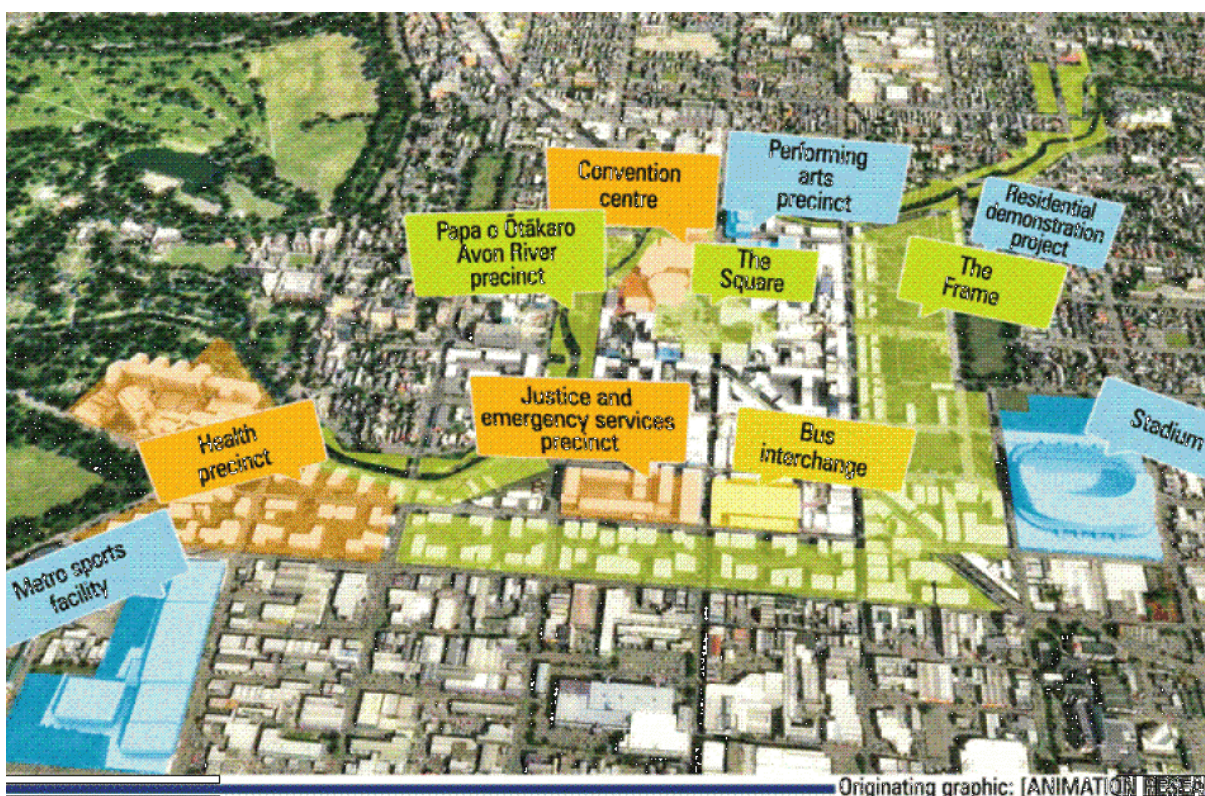 Convention
centre
Performing
arts
precinct
Residential
demonstration
project
Papa o Ōtākaro
Avon River
precinct
The
Square
The
Frame
Justice and
emergency services
precinct
Bus
interchange
Stadium
Health
precinct
Metro sports
facility
Originating graphic: [ANIMATION